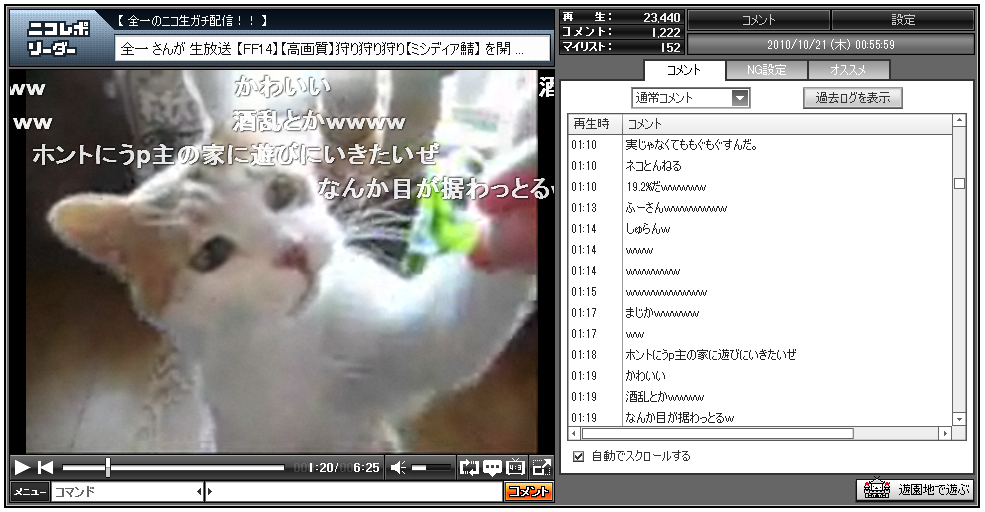 ニコレポ
リーダー
【 全一のニコ生ガチ配信！！ 】
全一 さんが 生放送 【FF14】【高画質】狩り狩り狩り【ミシディア鯖】 を開 ...
再 生: 23,440
コメント: 1,222
マイリスト: 152
コメント 設定
2010/10/21 (木) 00:55:59
コメント NG設定 オススメ
通常コメント 過去ログを表示
再生時 コメント
01:10 実じゃなくてももぐもぐすんだ。
01:10 ネコとんねる
01:10 19.2%だwwwwwww
01:13 ふーさんwwwwwwwwwww
01:14 しゅらんw
01:14 wwww
01:14 wwwwwwwww
01:15 wwwwwwwwwwwwww
01:17 まじかwwwwwwww
01:17 ww
01:18 ホントにうp主の家に遊びにいきたいぜ
01:19 かわいい
01:19 酒乱とかwwwwww
01:19 なんか目が据わっとるw
自動でスクロールする
遊園地で遊ぶ
ww かわいい 酒
ww 酒乱とかwwww
ホントにうp主の家に遊びにいきたいぜ
なんか目が据わっとるw
001:20/006:25
4:3
メニュー コマンド コメント